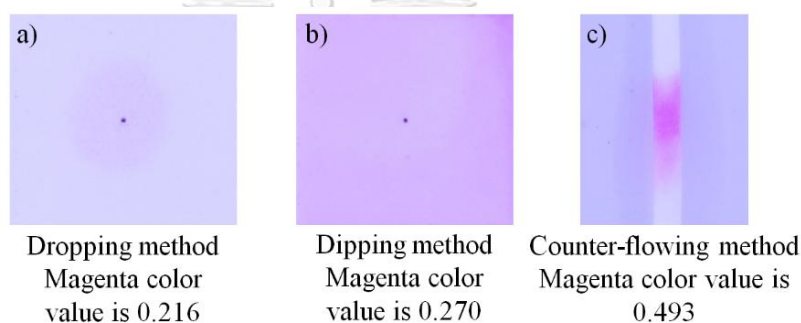 a)
b)
c)
Dropping method
Magenta color
value is 0.216
Dipping method
Magenta color
value is 0.270
Counter-flowing method
Magenta color value is
0.493